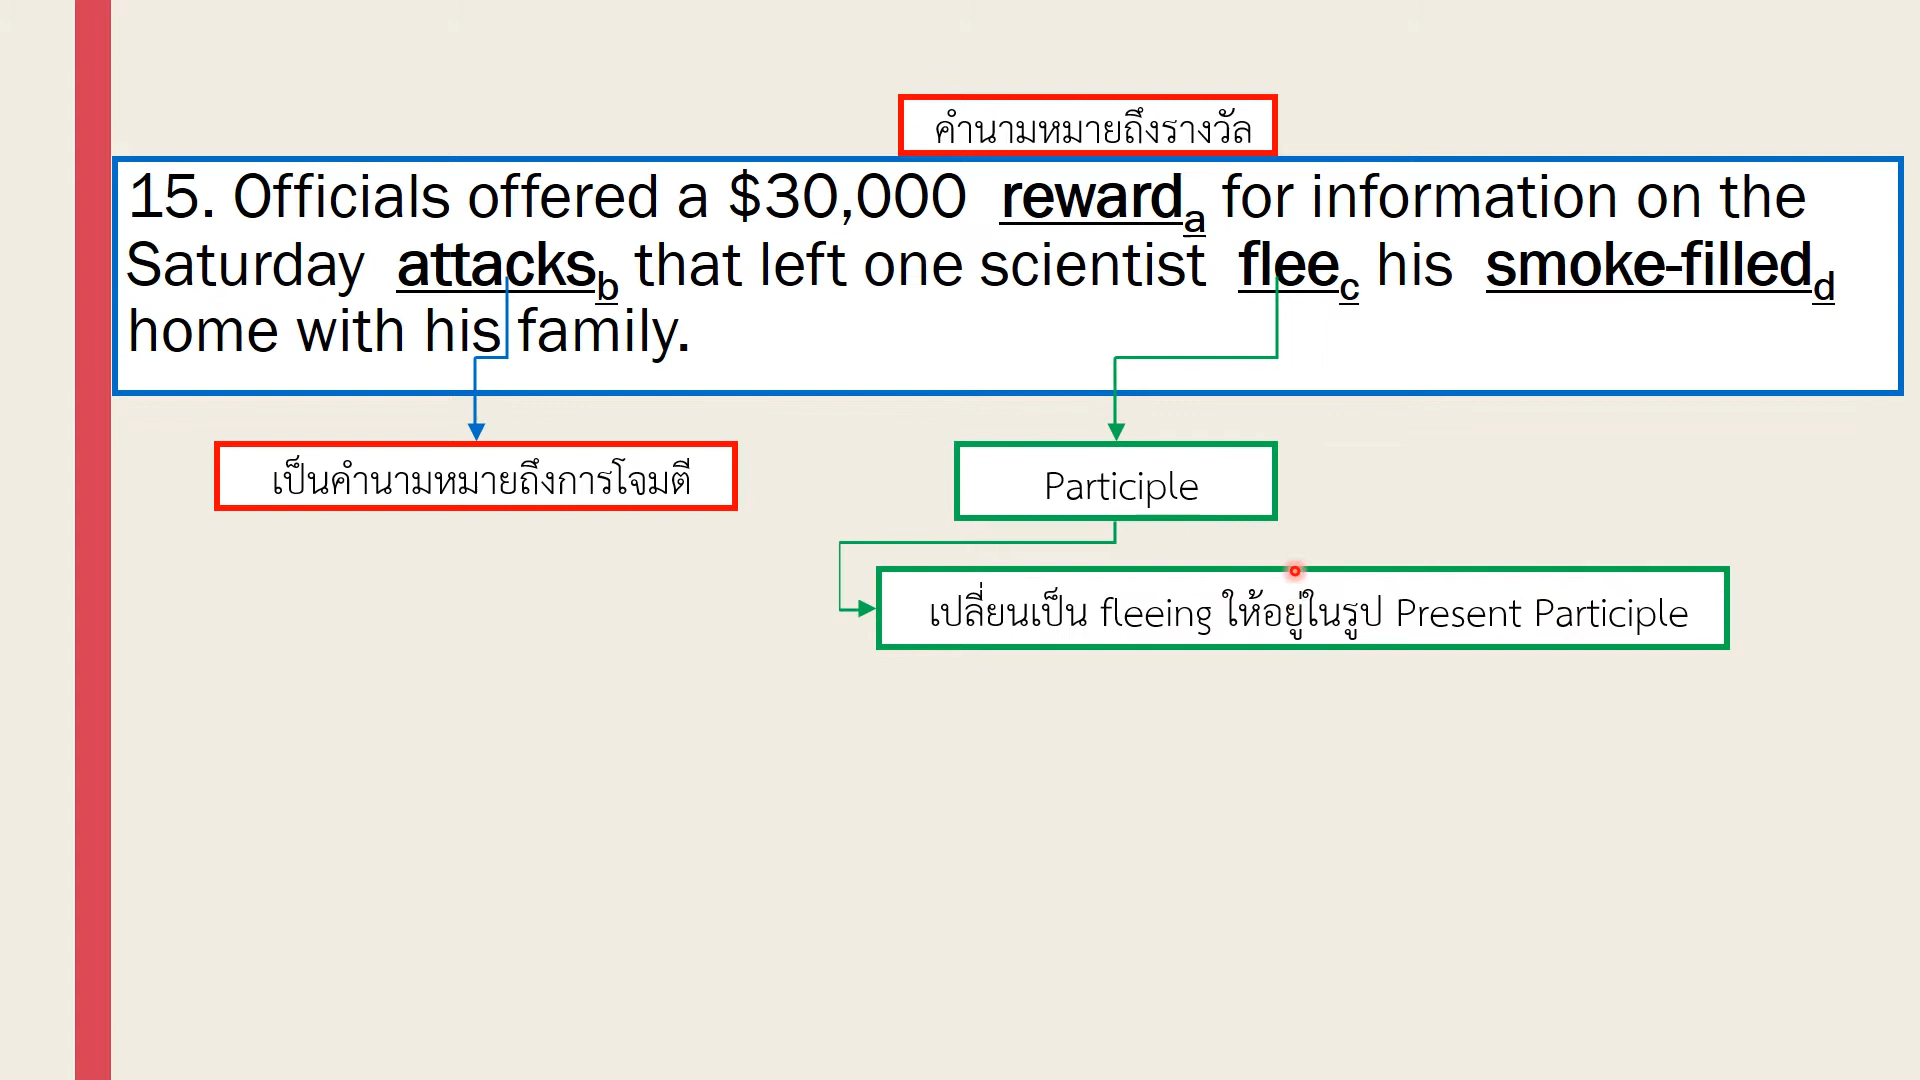 คำนามหมายถึงรางวัล
15. Officials offered a $30,000 reward a for information on the
Saturday attacks b that left one scientist flee c his smoke-filled d
home with his family.
เป็นคำนามหมายถึงการโจมตี
Participle
เปลี่ยนเป็น fleeing ให้อยู่ในรูป Present Participle